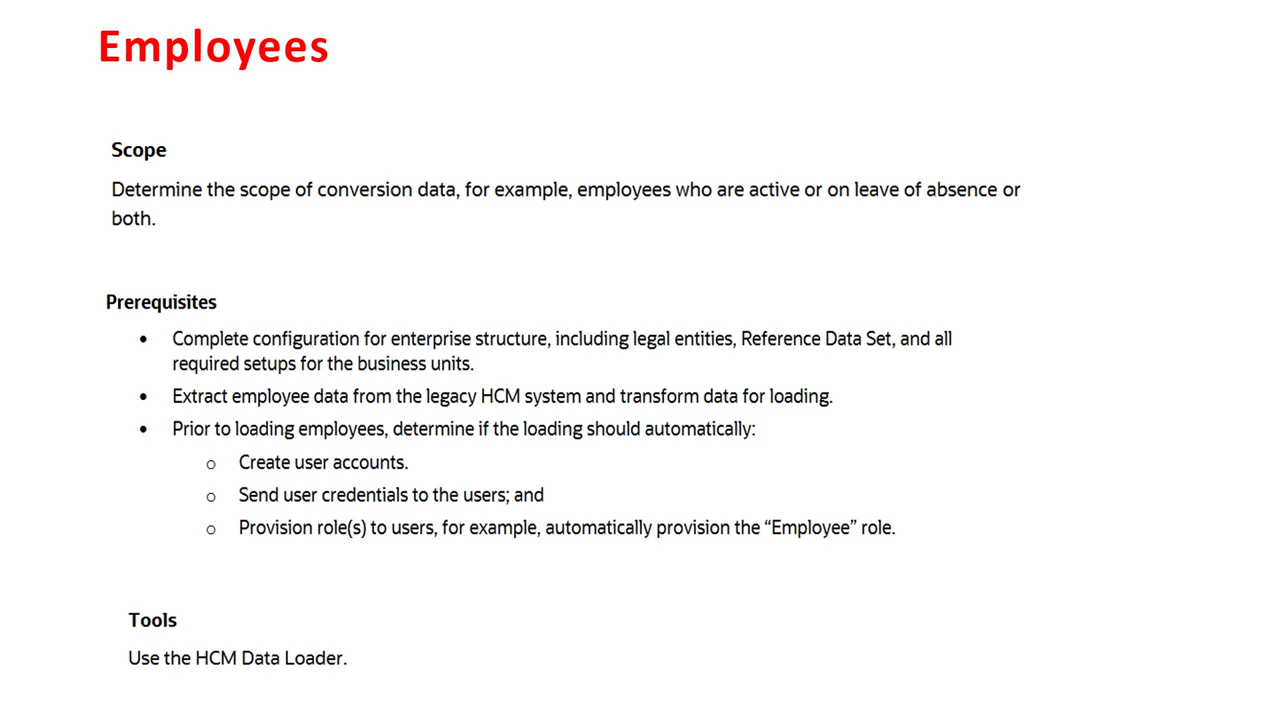 Employees
Scope
Determine the scope of conversion data, for example, employees who are active or on leave of absence or
both.
Prerequisites
• Complete configuration for enterprise structure, including legal entities, Reference Data Set, and all
required setups for the business units.
• Extract employee data from the legacy HCM system and transform data for loading.
• Prior to loading employees, determine if the loading should automatically:
o Create user accounts.
o Send user credentials to the users; and
o Provision role(s) to users, for example, automatically provision the “Employee” role.
Tools
Use the HCM Data Loader.